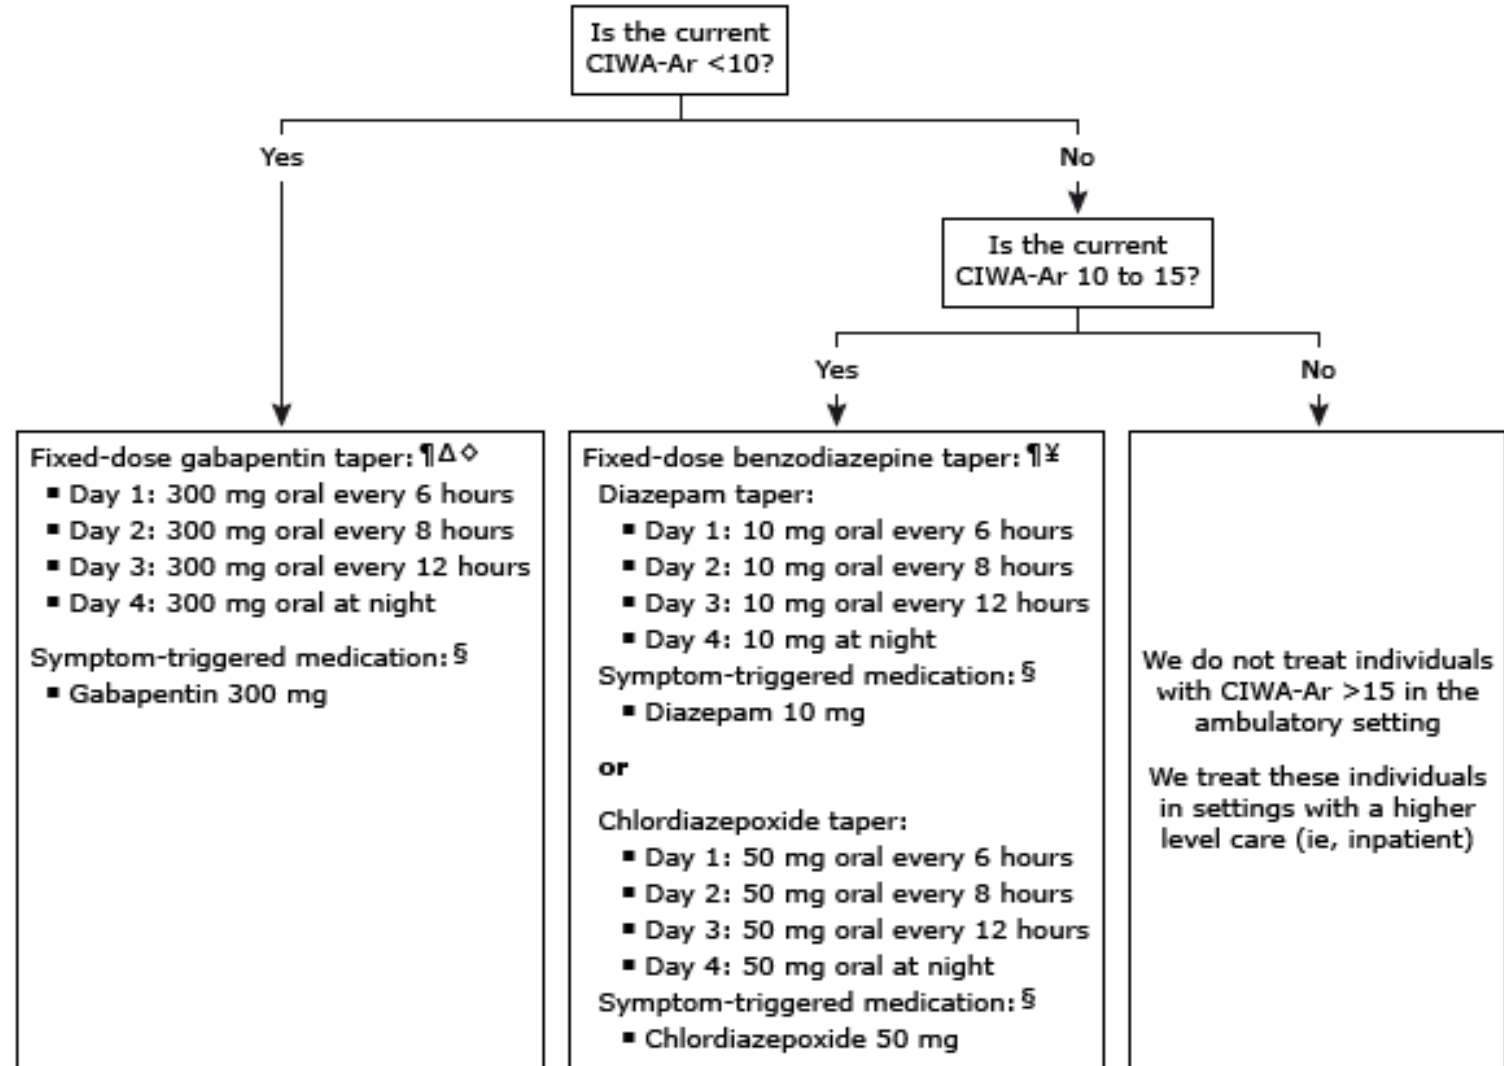 Is the current
CIWA-Ar <10?
Yes
No
Is the current
CIWA-Ar 10 to 15?
Yes
No
Fixed-dose gabapentin taper:¶Δ◇
▪ Day 1: 300 mg oral every 6 hours
▪ Day 2: 300 mg oral every 8 hours
▪ Day 3: 300 mg oral every 12 hours
▪ Day 4: 300 mg oral at night
Symptom-triggered medication:§
▪ Gabapentin 300 mg
Fixed-dose benzodiazepine taper:¶¥
Diazepam taper:
▪ Day 1: 10 mg oral every 6 hours
▪ Day 2: 10 mg oral every 8 hours
▪ Day 3: 10 mg oral every 12 hours
▪ Day 4: 10 mg at night
Symptom-triggered medication:§
▪ Diazepam 10 mg
or
Chlordiazepoxide taper:
▪ Day 1: 50 mg oral every 6 hours
▪ Day 2: 50 mg oral every 8 hours
▪ Day 3: 50 mg oral every 12 hours
▪ Day 4: 50 mg oral at night
Symptom-triggered medication:§
▪ Chlordiazepoxide 50 mg
We do not treat individuals
with CIWA-Ar >15 in the
ambulatory setting
We treat these individuals
in settings with a higher
level care (ie, inpatient)